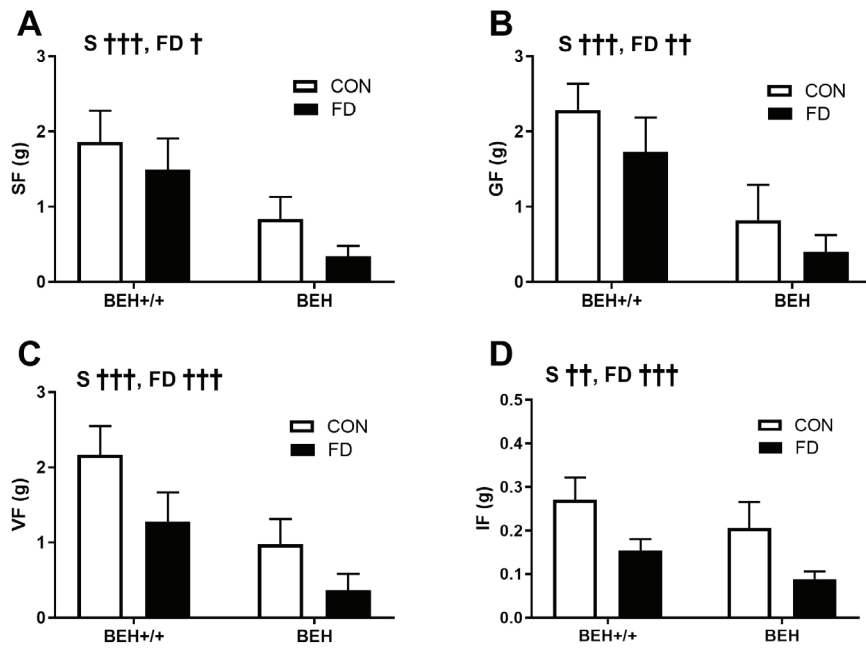 A
S †††, FD †
3
2
1
0
SF (g)
CON
FD
BEH+/+
BEH
B
S †††, FD ††
3
2
1
0
GF (g)
CON
FD
BEH+/+
BEH
C
S †††, FD †††
3
2
1
0
VF (g)
CON
FD
BEH+/+
BEH
D
S ††, FD †††
0.5
0.4
0.3
0.2
0.1
0.0
IF (g)
CON
FD
BEH+/+
BEH